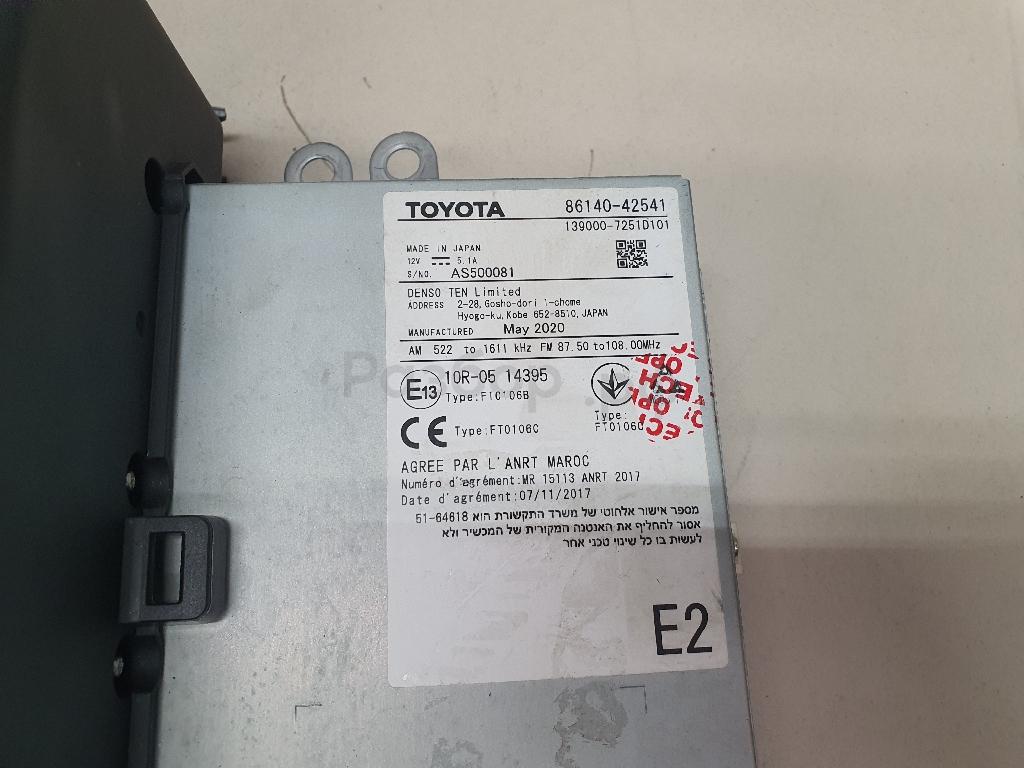 TOYOTA 86140-42541
139000-7251D101
MADE IN JAPAN
12V 5.1A
S/NO. AS500081
DENSO TEN Limited
ADDRESS 2-28, Gosho-dori 1-chome
Hyogo-ku, Kobe 652-8510, JAPAN
MANUFACTURED May 2020
AM 522 to 1611 kHz FM 87.50 to108.00MHz
E13 10R-05 14395
Type:FT0106B
CE Type:FT0106C
Type:
FT0106C
AGREE PAR L'ANRT MAROC
Numéro d'agrément:MR 15113 ANRT 2017
Date d'agrément:07/11/2017
מספר אישור אלחוטי של משרד התקשורת הוא 51-64618
אסור להחליף את האנטנה המקורית של המכשיר ולא
לעשות בו כל שינוי טכני אחר
E2